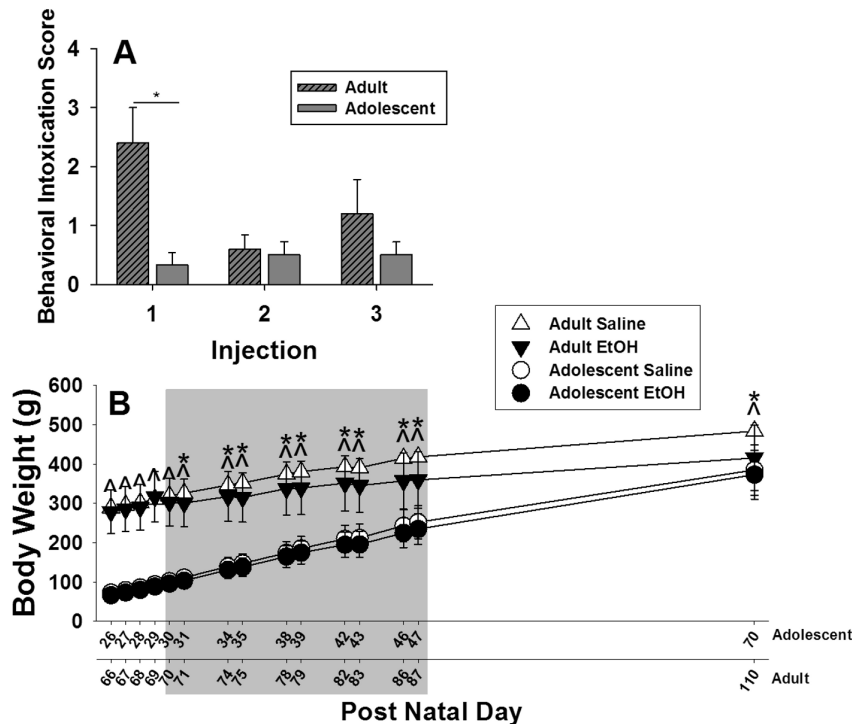 A
Behavioral Intoxication Score
4
3
2
1
0
*
Adult
Adolescent
1 2 3
Injection
Adult Saline
Adult EtOH
Adolescent Saline
Adolescent EtOH
B
Body Weight (g)
600
500
400
300
200
100
0
^ ^ ^ ^ ^ *^ *^ *^ *^ *^ *^ *^ *^ *^ *^
26 27 28 29 30 31 34 35 38 39 42 43 46 47 70 Adolescent
66 67 68 69 70 71 74 75 78 79 82 83 86 87 110 Adult
Post Natal Day